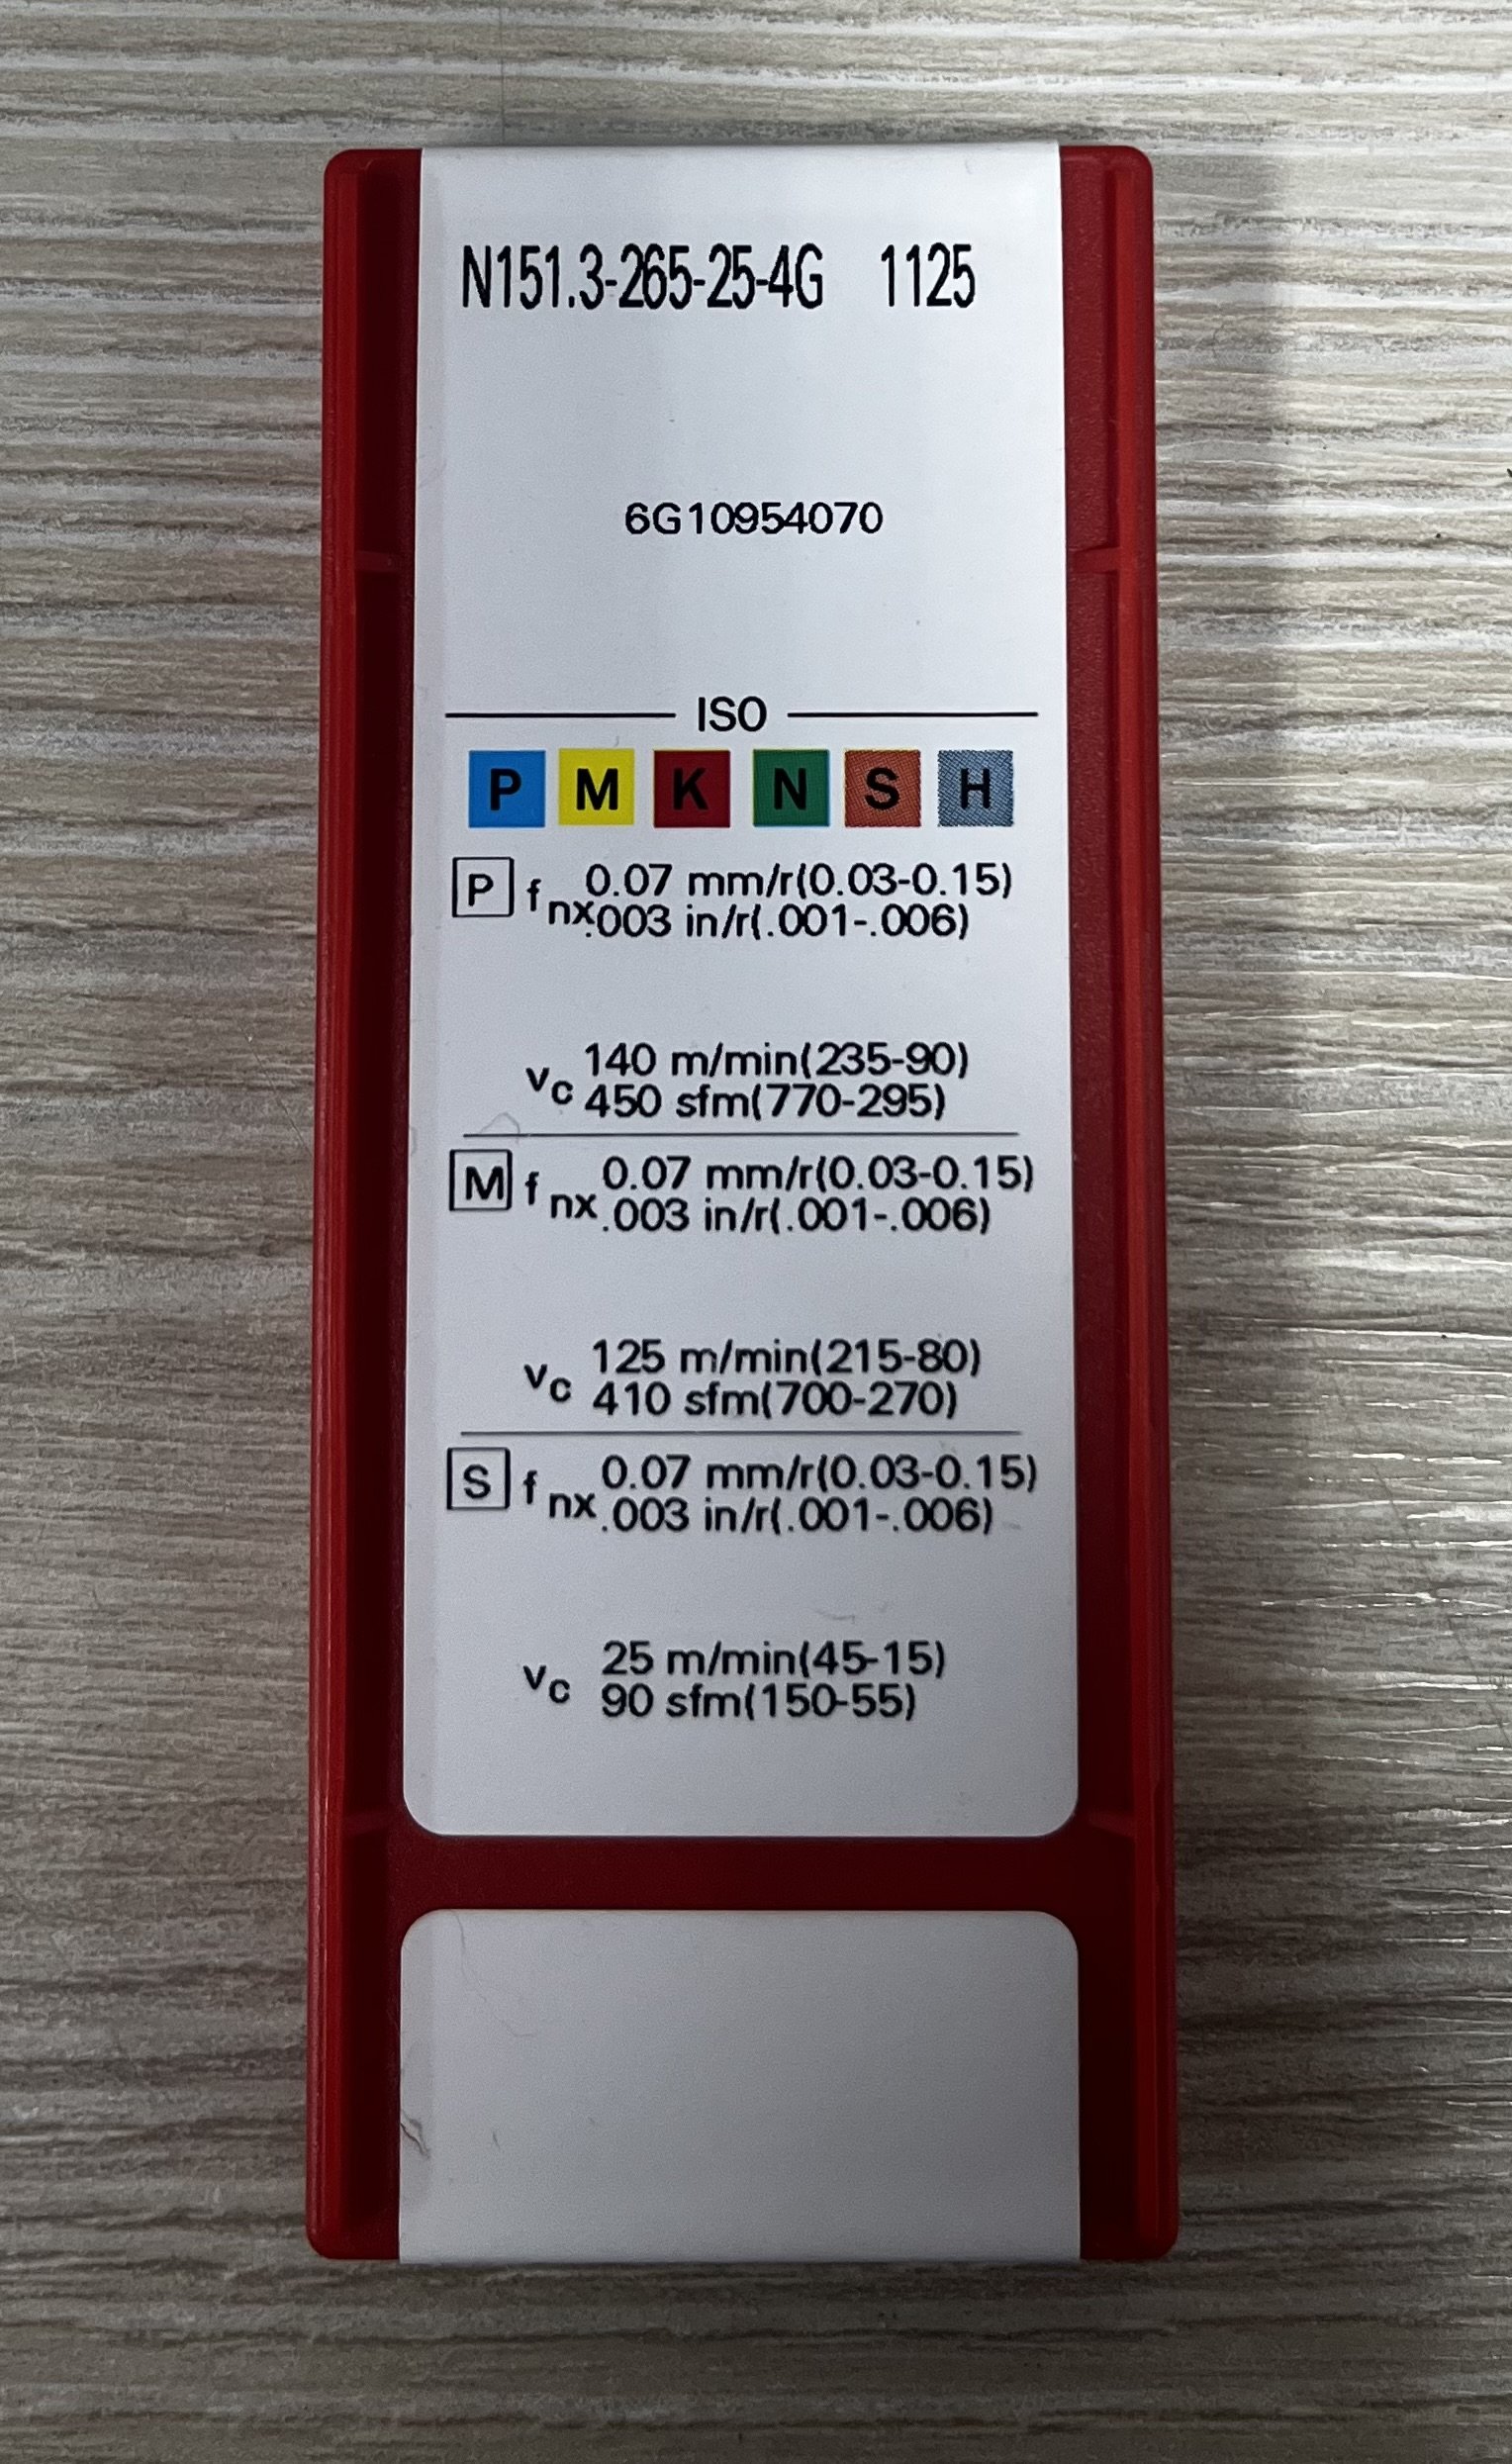 N151.3-265-25-4G 1125
6G10954070
ISO
P M K N S H
P fnx 0.07 mm/r(0.03-0.15)
.003 in/r(.001-.006)
vc 140 m/min(235-90)
450 sfm(770-295)
M fnx 0.07 mm/r(0.03-0.15)
.003 in/r(.001-.006)
vc 125 m/min(215-80)
410 sfm(700-270)
S fnx 0.07 mm/r(0.03-0.15)
.003 in/r(.001-.006)
vc 25 m/min(45-15)
90 sfm(150-55)